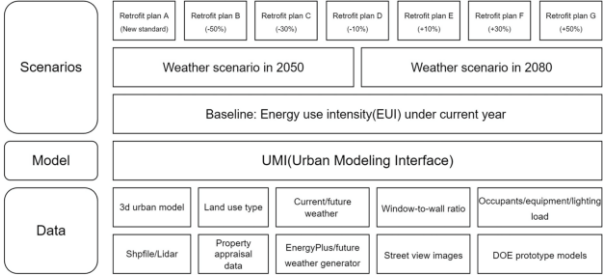 Retrofit plan A
(New standard)
Retrofit plan B
(-50%)
Retrofit plan C
(-30%)
Retrofit plan D
(-10%)
Retrofit plan E
(+10%)
Retrofit plan F
(+30%)
Retrofit plan G
(+50%)
Scenarios
Weather scenario in 2050
Weather scenario in 2080
Baseline: Energy use intensity(EUI) under current year
Model
UMI(Urban Modeling Interface)
Data
3d urban model
Land use type
Current/future
weather
Window-to-wall ratio
Occupants/equipment/lighting
load
Shpfile/Lidar
Property
appraisal
data
EnergyPlus/future
weather generator
Street view images
DOE prototype models